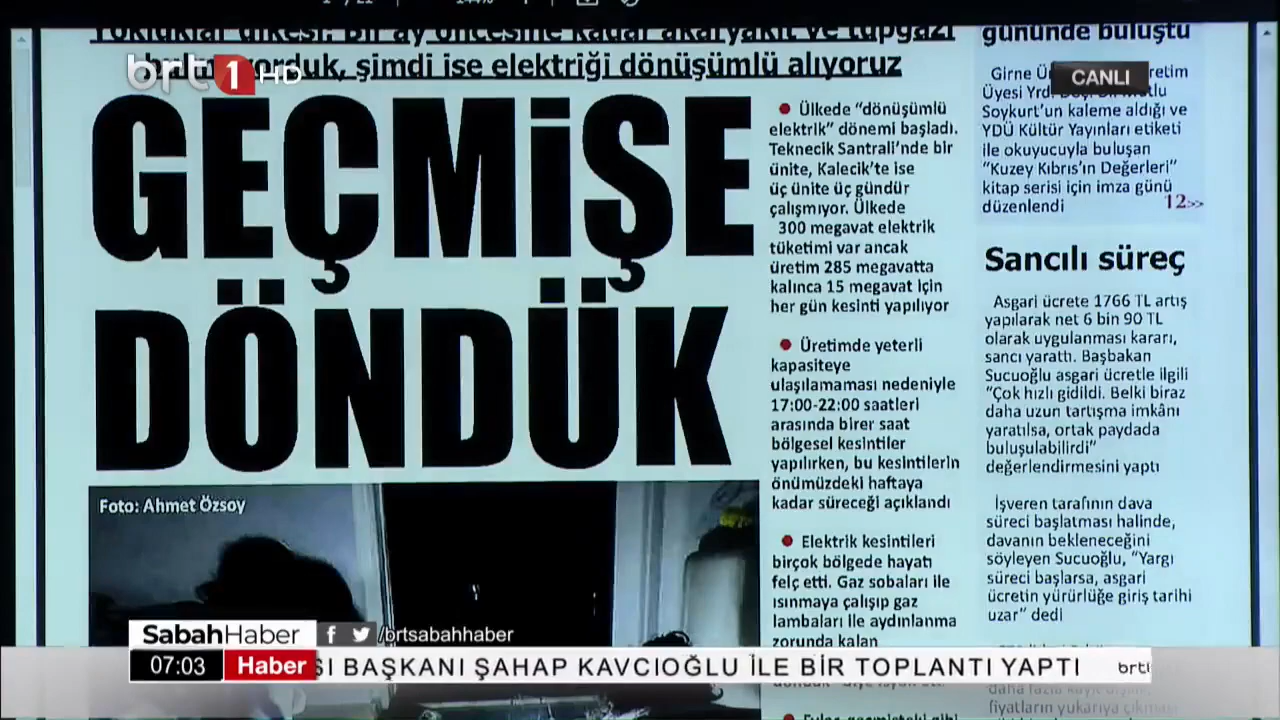 Yokluklar ülkesi: Bir ay öncesine kadar akaryakıt ve tüpgazı
şimdi ise elektriği dönüşümlü alıyoruz
brt 1 HD
CANLI
GEÇMİŞE
DÖNDÜK
Foto: Ahmet Özsoy
● Ülkede “dönüşümlü
elektrik” dönemi başladı.
Teknecik Santrali’nde bir
ünite, Kalecik’te ise
üç ünite üç gündür
çalışmıyor. Ülkede
300 megavat elektrik
tüketimi var ancak
üretim 285 megavatta
kalınca 15 megavat için
her gün kesinti yapılıyor
● Üretimde yeterli
kapasiteye
ulaşılamaması nedeniyle
17:00-22:00 saatleri
arasında birer saat
bölgesel kesintiler
yapılırken, bu kesintilerin
önümüzdeki haftaya
kadar süreceği açıklandı
● Elektrik kesintileri
birçok bölgede hayatı
felç etti. Gaz sobaları ile
ısınmaya çalışıp gaz
lambaları ile aydınlanma
zorunda kalan
gününde buluştu
Girne
Üyesi Yrd.
Soykurt’un kaleme aldığı ve
YDÜ Kültür Yayınları etiketi
ile okuyucuyla buluşan
“Kuzey Kıbrıs’ın Değerleri”
kitap serisi için imza günü
düzenlendi 12>>
Sancılı süreç
Asgari ücrete 1766 TL artış
yapılarak net 6 bin 90 TL
olarak uygulanması kararı,
sancı yarattı. Başbakan
Sucuoğlu asgari ücretle ilgili
“Çok hızlı gidildi. Belki biraz
daha uzun tartışma imkânı
yaratılsa, ortak paydada
buluşulabilirdi”
değerlendirmesini yaptı
İşveren tarafının dava
süreci başlatması halinde,
davanın bekleneceğini
söyleyen Sucuoğlu, “Yargı
süreci başlarsa, asgari
ücretin yürürlüğe giriş tarihi
uzar” dedi
SabahHaber /brtsabahhaber
07:03 Haber SI BAŞKANI ŞAHAP KAVCIOĞLU İLE BİR TOPLANTI YAPTI brt
fiyatların yukarıya çıkması